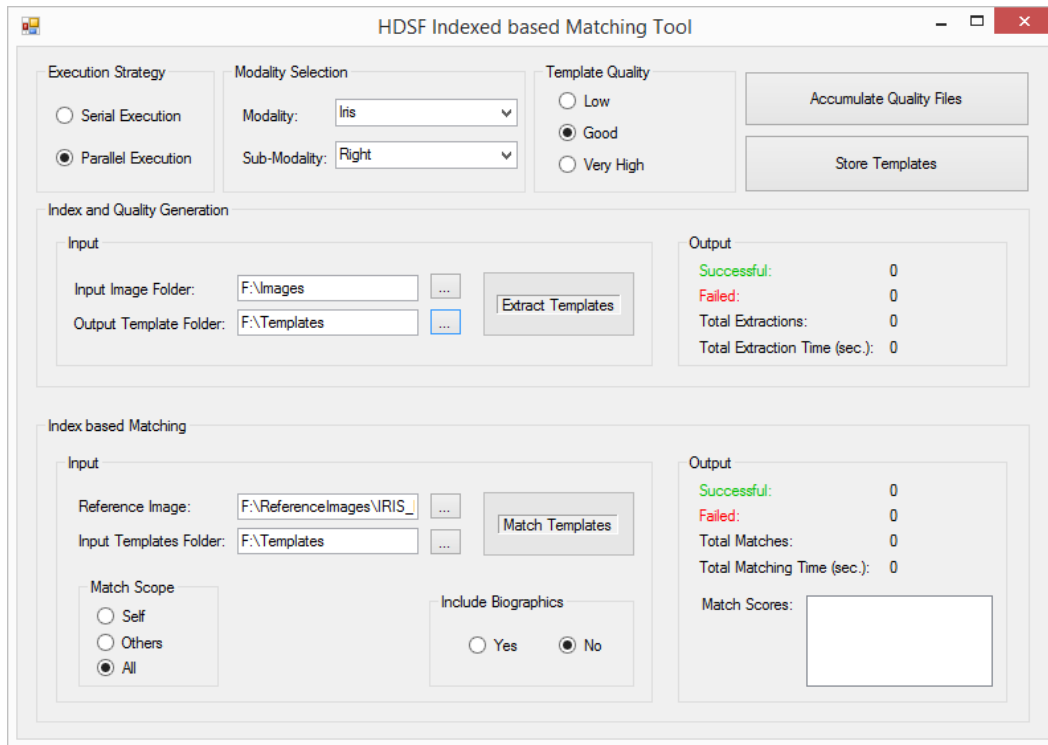 HDSF Indexed based Matching Tool
Execution Strategy
Serial Execution
Parallel Execution
Modality Selection
Modality: Iris
Sub-Modality: Right
Template Quality
Low
Good
Very High
Accumulate Quality Files
Store Templates
Index and Quality Generation
Input
Input Image Folder: F:\Images ...
Output Template Folder: F:\Templates ...
Extract Templates
Output
Successful: 0
Failed: 0
Total Extractions: 0
Total Extraction Time (sec.): 0
Index based Matching
Input
Reference Image: F:\ReferenceImages\IRIS_ ...
Input Templates Folder: F:\Templates ...
Match Templates
Match Scope
Self
Others
All
Include Biographics
Yes No
Output
Successful: 0
Failed: 0
Total Matches: 0
Total Matching Time (sec.): 0
Match Scores: